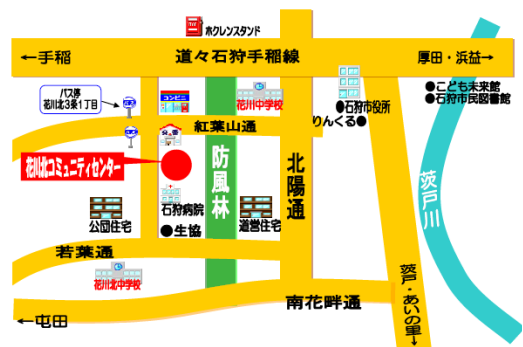 ホクレンスタンド
←手稲
道々石狩手稲線
厚田・浜益→
●こども未来館
●石狩市民図書館
バス停
花川北3条1丁目
コンビニ
花川中学校
●石狩市役所
りんくる●
紅葉山通
交番
花川北コミュニティセンター
防風林
北陽通
茨戸川
石狩病院
公団住宅
●生協
道営住宅
若葉通
花川北中学校
南花畔通
茨戸・あいの里→
←屯田